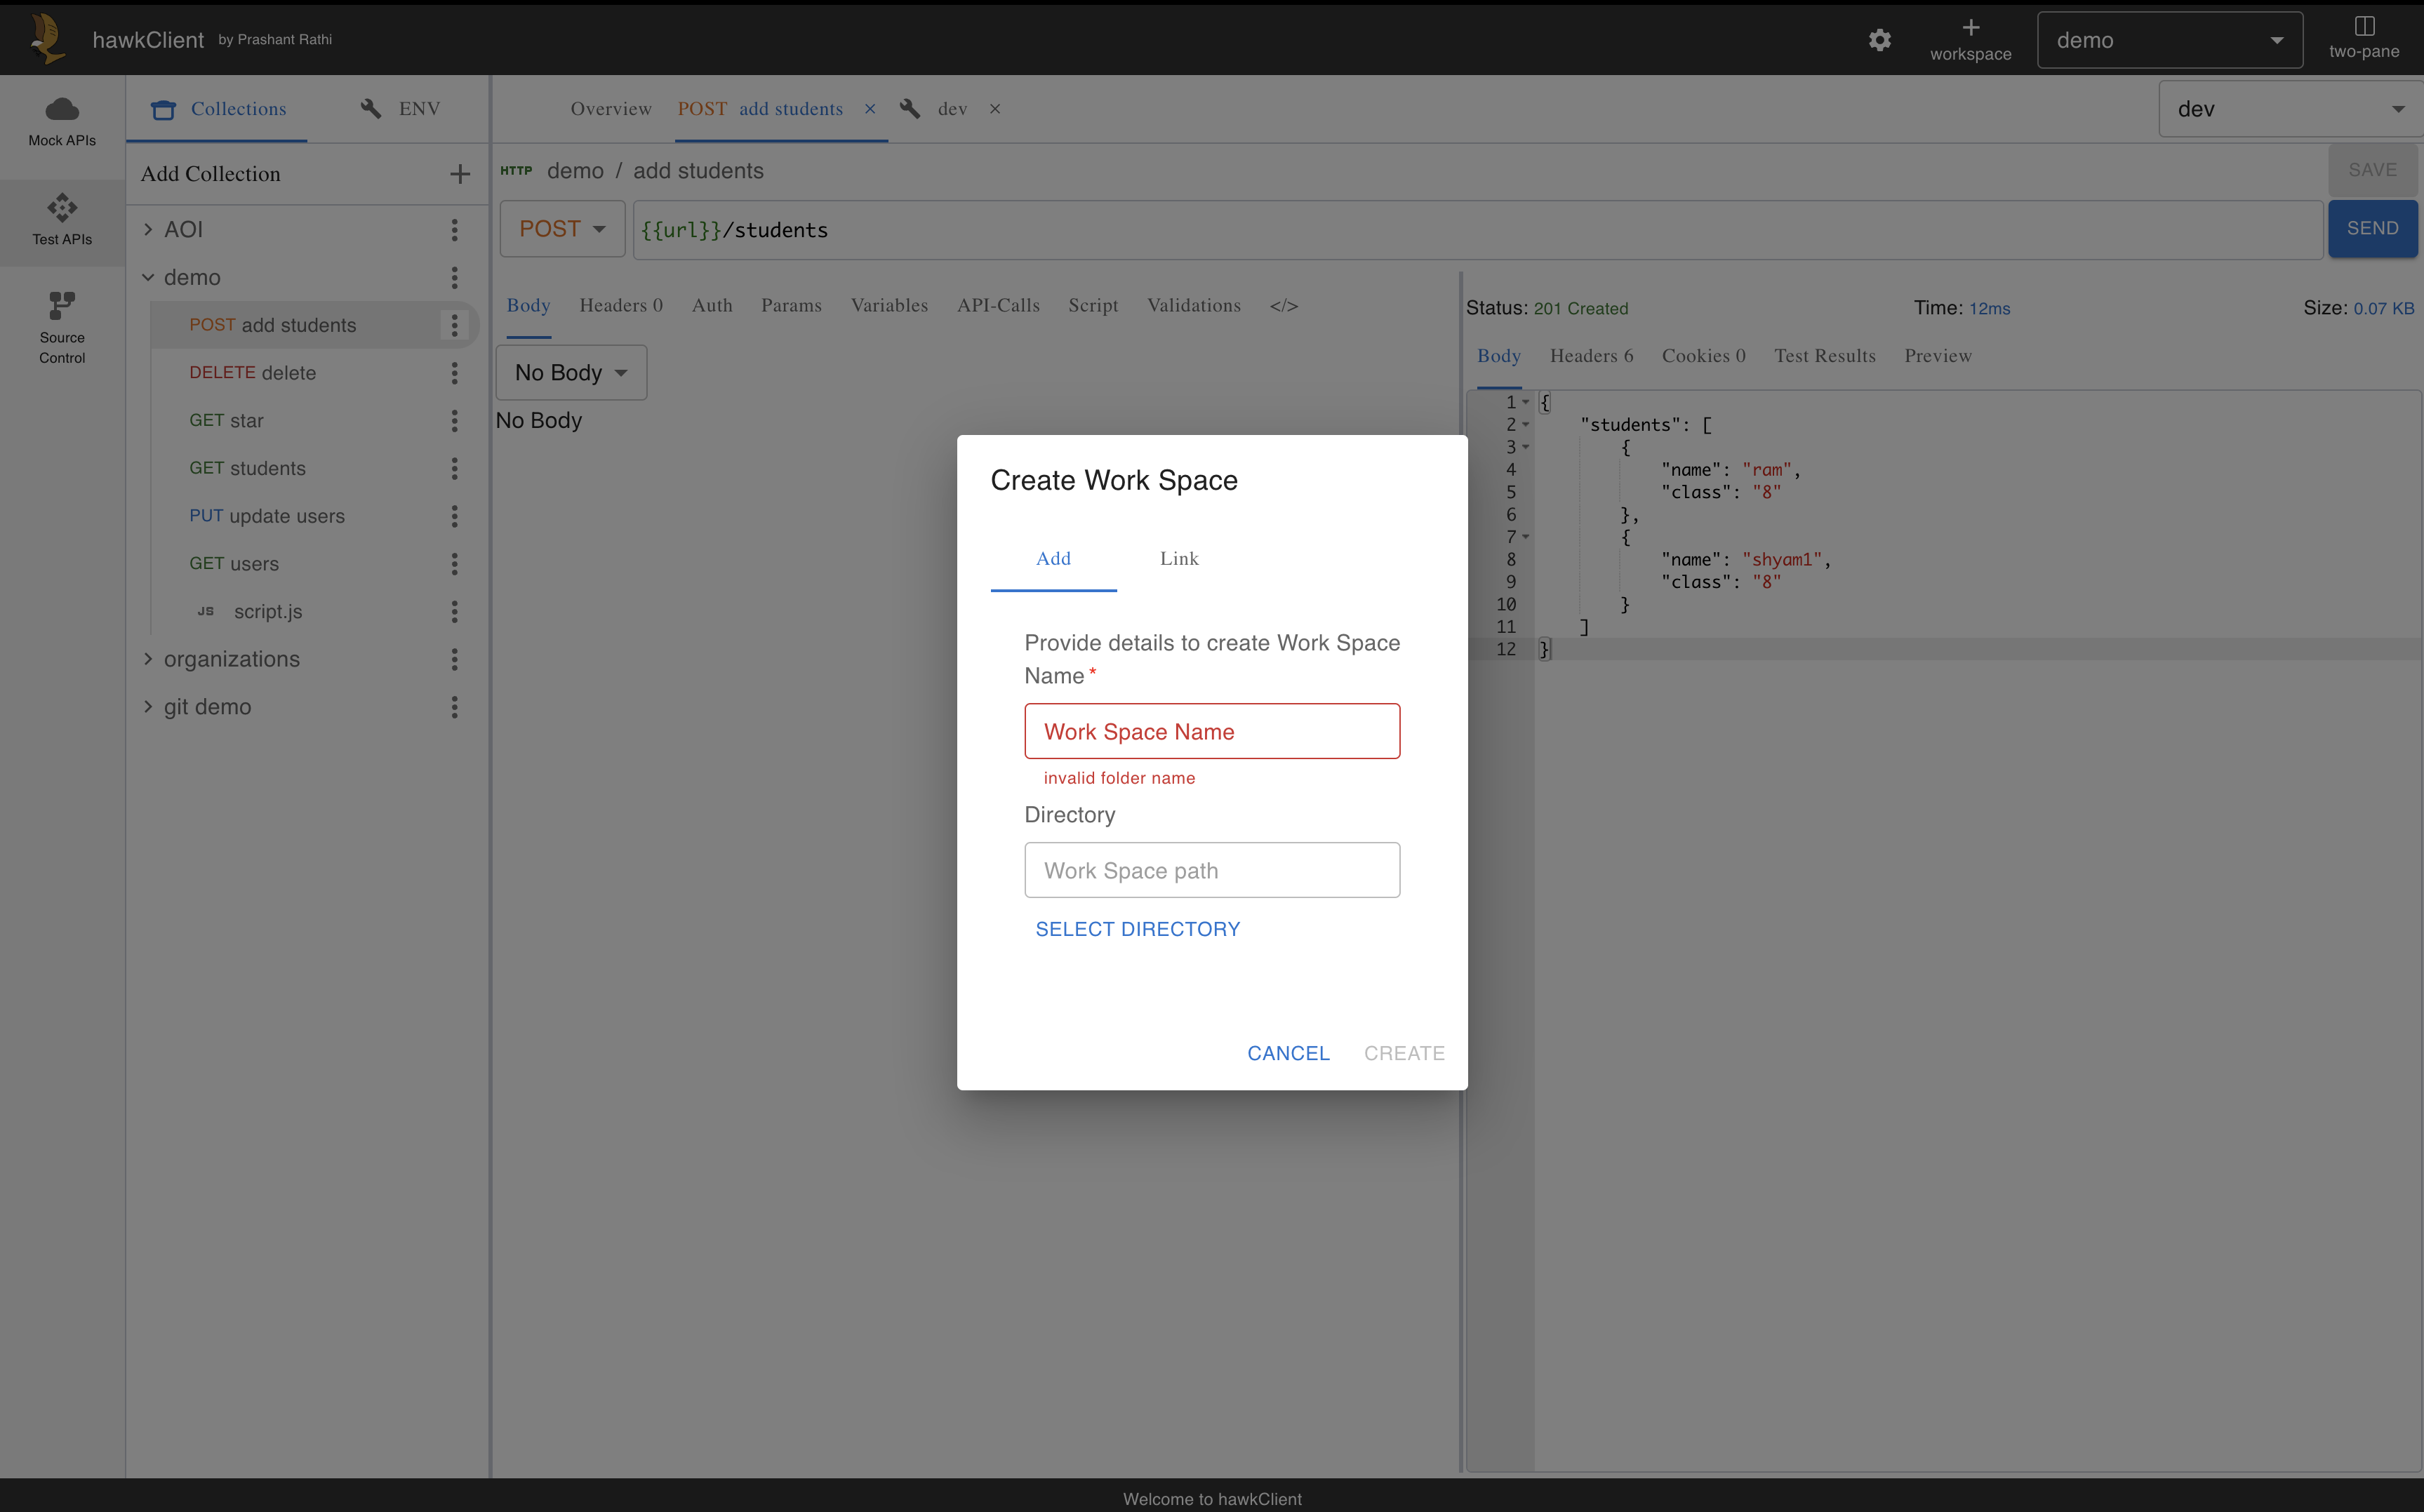 hawkClient by Prashant Rathi
workspace
demo
two-pane
Mock APIs
Test APIs
Source
Control
Collections
ENV
Add Collection
AOI
demo
POST add students
DELETE delete
GET star
GET students
PUT update users
GET users
JS script.js
organizations
git demo
Overview
POST add students
dev
dev
HTTP demo / add students
SAVE
POST
{{url}}/students
SEND
Body Headers 0 Auth Params Variables API-Calls Script Validations </>
No Body
No Body
Status: 201 Created
Time: 12ms
Size: 0.07 KB
Body Headers 6 Cookies 0 Test Results Preview
1 {
2 "students": [
3 {
4 "name": "ram",
5 "class": "8"
6 },
7 {
8 "name": "shyam1",
9 "class": "8"
10 }
11 ]
12 }
Create Work Space
Add Link
Provide details to create Work Space
Name *
Work Space Name
invalid folder name
Directory
Work Space path
SELECT DIRECTORY
CANCEL CREATE
Welcome to hawkClient